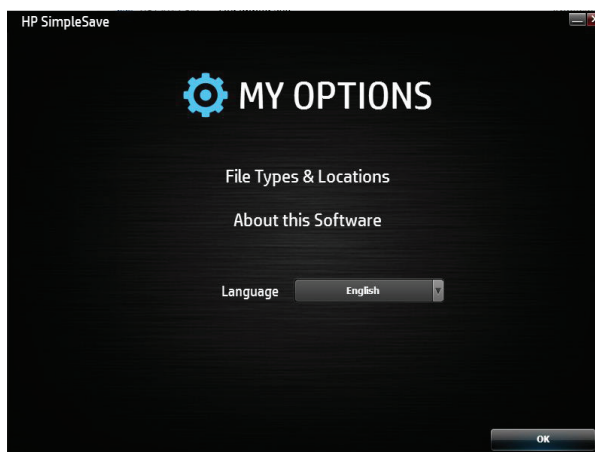 HP SimpleSave
MY OPTIONS
File Types & Locations
About this Software
Language English
OK